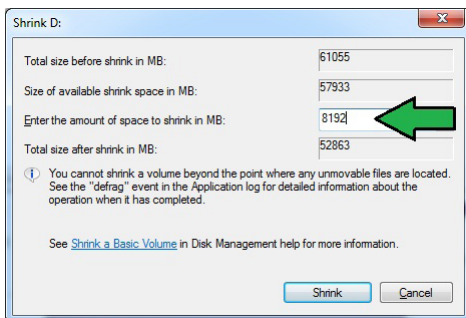 Shrink D:
Total size before shrink in MB: 61055
Size of available shrink space in MB: 57933
Enter the amount of space to shrink in MB: 8192
Total size after shrink in MB: 52863
You cannot shrink a volume beyond the point where any unmovable files are located.
See the "defrag" event in the Application log for detailed information about the
operation when it has completed.
See Shrink a Basic Volume in Disk Management help for more information.
Shrink Cancel